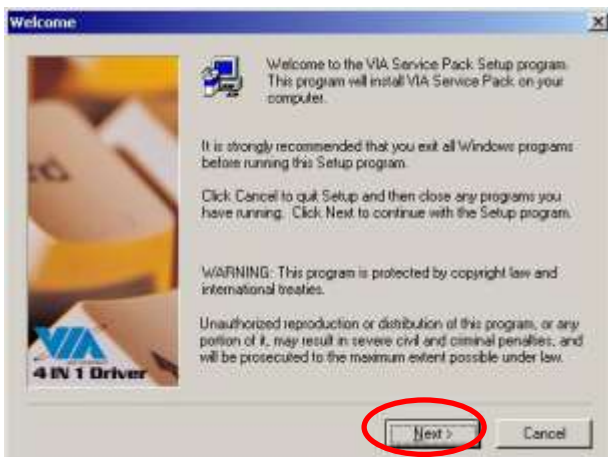 Welcome
Welcome to the VIA Service Pack Setup program.
This program will install VIA Service Pack on your
computer.
It is strongly recommended that you exit all Windows programs
before running this Setup program.
Click Cancel to quit Setup and then close any programs you
have running. Click Next to continue with the Setup program.
WARNING: This program is protected by copyright law and
international treaties.
Unauthorized reproduction or distribution of this program, or any
portion of it, may result in severe civil and criminal penalties, and
will be prosecuted to the maximum extent possible under law.
VIA
4 IN 1 Driver
Next >
Cancel